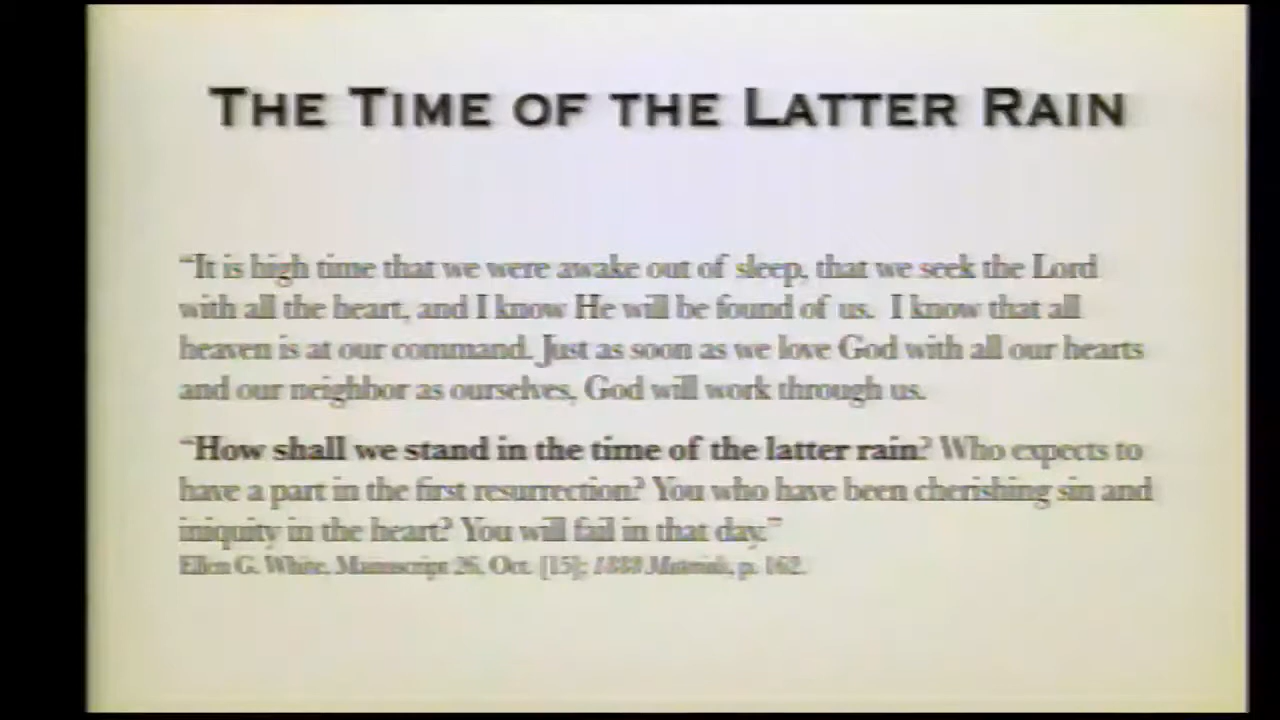 THE TIME OF THE LATTER RAIN
“It is high time that we were awake out of sleep, that we seek the Lord
with all the heart, and I know He will be found of us. I know that all
heaven is at our command. Just as soon as we love God with all our hearts
and our neighbor as ourselves, God will work through us.
“How shall we stand in the time of the latter rain? Who expects to
have a part in the first resurrection? You who have been cherishing sin and
iniquity in the heart? You will fail in that day.”
Ellen G. White, Manuscript 26, Oct. [15]; 1888 Materials, p. 162.